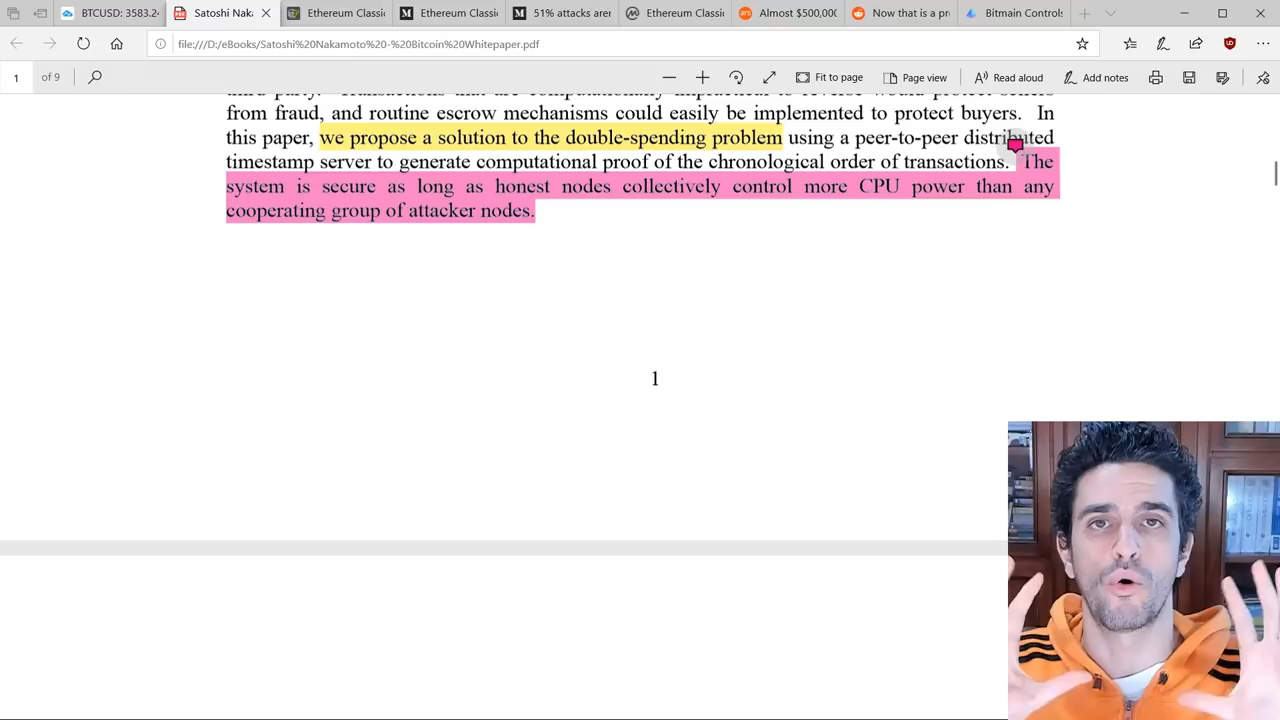 BTCUSD: 3583.2
Satoshi Nak
Ethereum Classi
Ethereum Classi
51% attacks are
Ethereum Classi
Almost $500,000
Now that is a pr
Bitmain Controls
file:///D:/eBooks/Satoshi%20Nakamoto%20-%20Bitcoin%20Whitepaper.pdf
1 of 9
Fit to page
Page view
Read aloud
Add notes
from fraud, and routine escrow mechanisms could easily be implemented to protect buyers. In
this paper, we propose a solution to the double-spending problem using a peer-to-peer distributed
timestamp server to generate computational proof of the chronological order of transactions. The
system is secure as long as honest nodes collectively control more CPU power than any
cooperating group of attacker nodes.
1